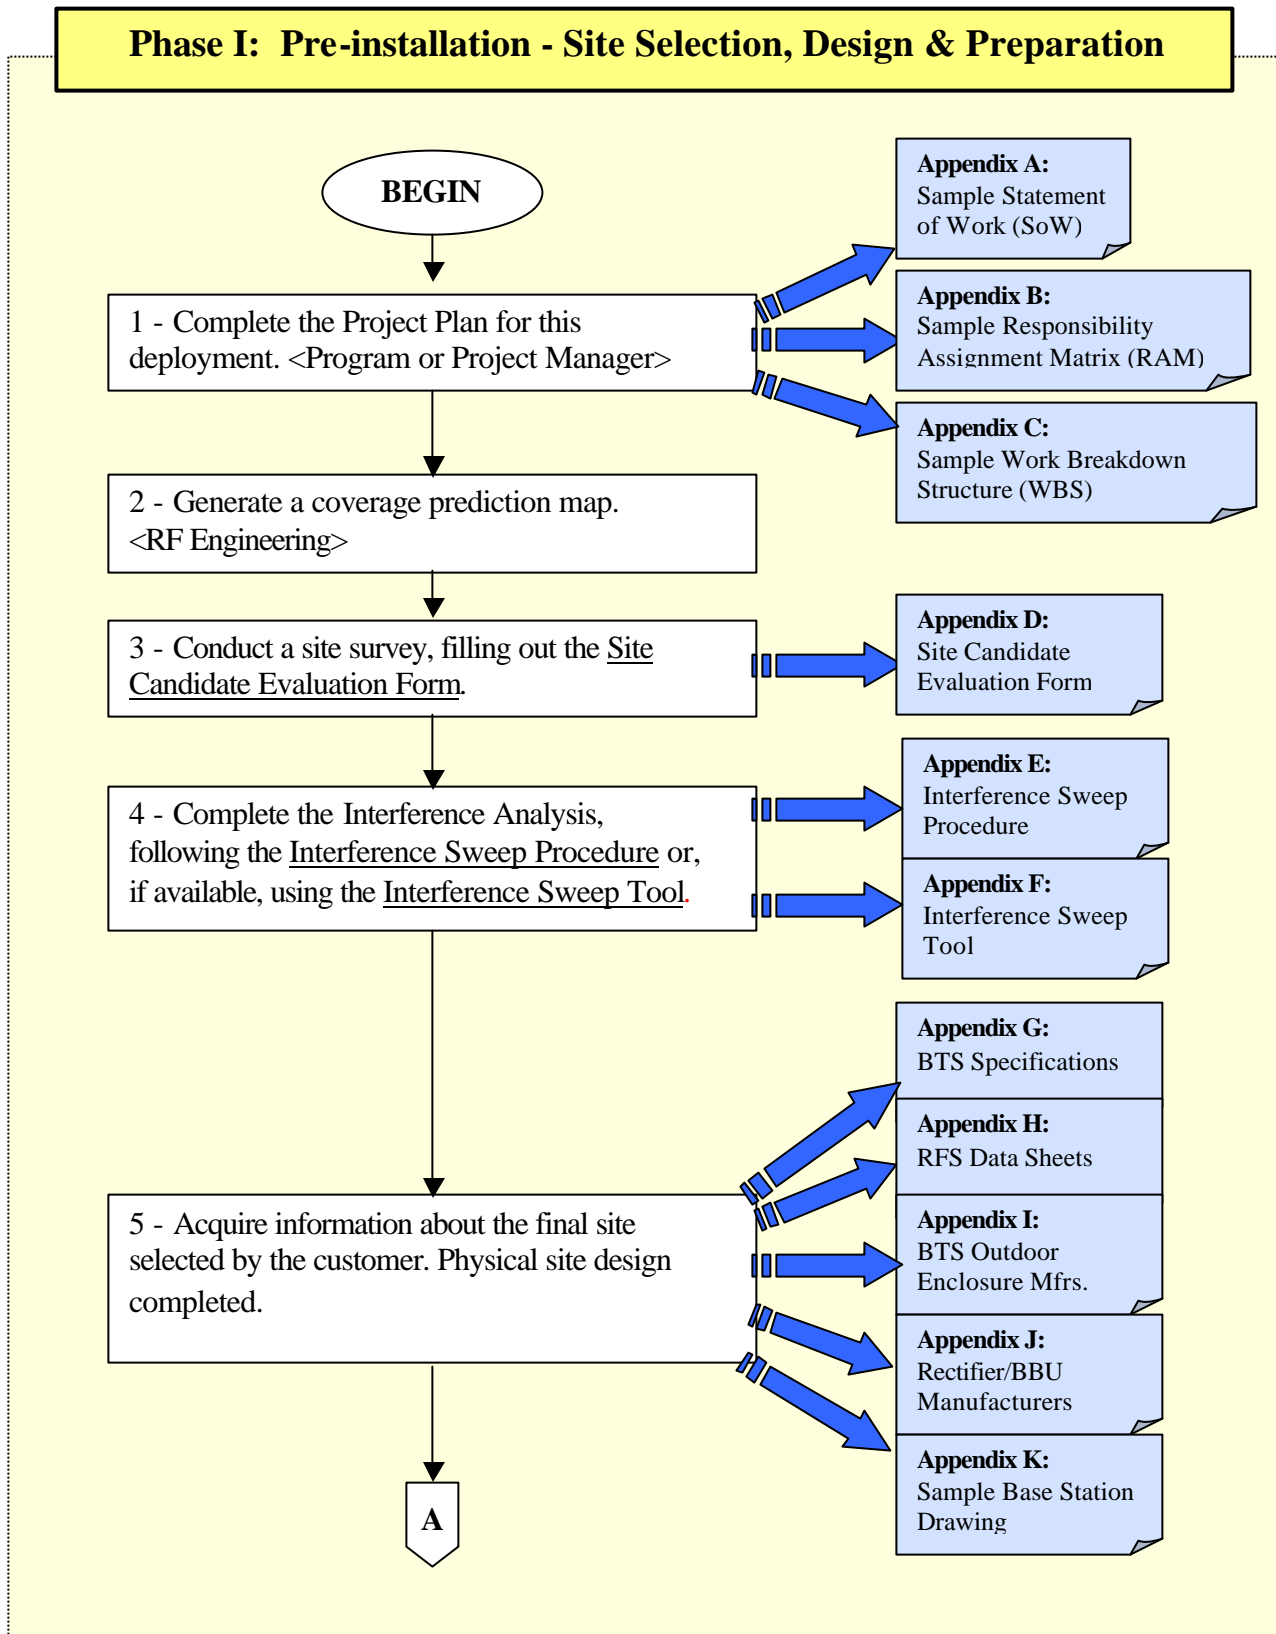 Phase I: Pre-installation - Site Selection, Design & Preparation
BEGIN
Appendix A:
Sample Statement
of Work (SoW)
1 - Complete the Project Plan for this
deployment. <Program or Project Manager>
Appendix B:
Sample Responsibility
Assignment Matrix (RAM)
Appendix C:
Sample Work Breakdown
Structure (WBS)
2 - Generate a coverage prediction map.
<RF Engineering>
3 - Conduct a site survey, filling out the Site
Candidate Evaluation Form.
Appendix D:
Site Candidate
Evaluation Form
4 - Complete the Interference Analysis,
following the Interference Sweep Procedure or,
if available, using the Interference Sweep Tool.
Appendix E:
Interference Sweep
Procedure
Appendix F:
Interference Sweep
Tool
Appendix G:
BTS Specifications
Appendix H:
RFS Data Sheets
5 - Acquire information about the final site
selected by the customer. Physical site design
completed.
Appendix I:
BTS Outdoor
Enclosure Mfrs.
Appendix J:
Rectifier/BBU
Manufacturers
Appendix K:
Sample Base Station
Drawing
A